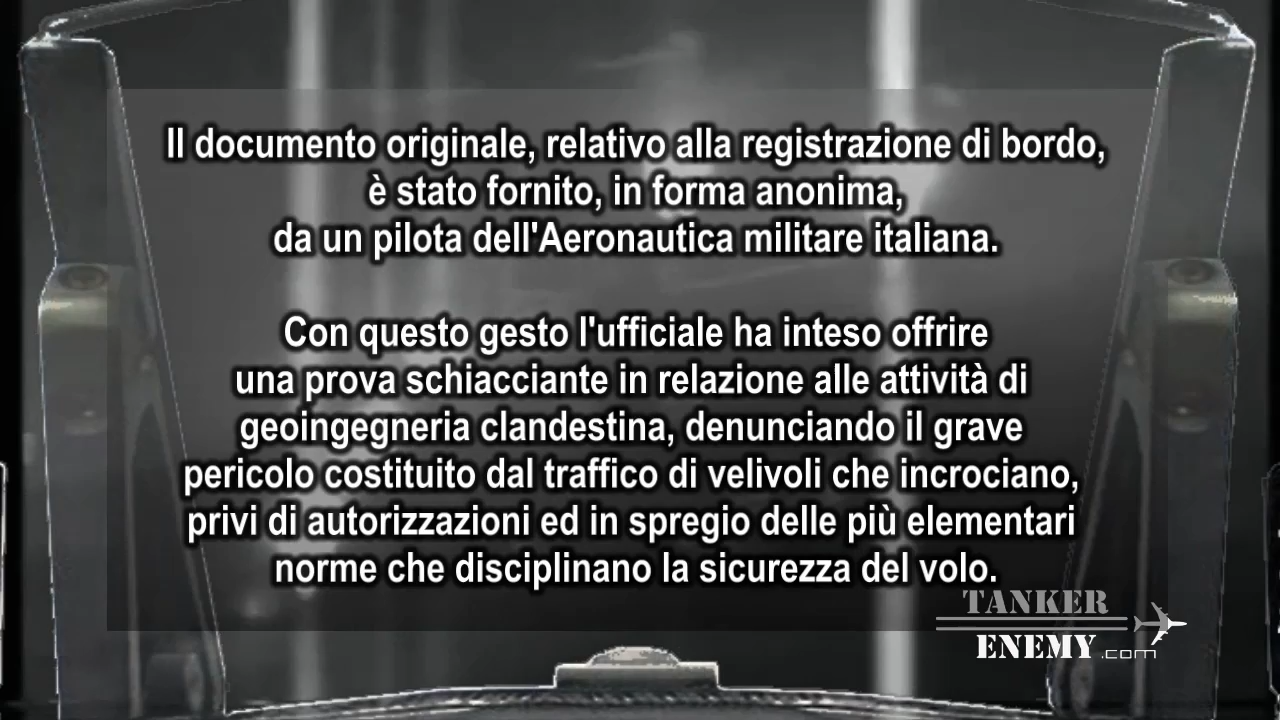 Il documento originale, relativo alla registrazione di bordo,
è stato fornito, in forma anonima,
da un pilota dell'Aeronautica militare italiana.
Con questo gesto l'ufficiale ha inteso offrire
una prova schiacciante in relazione alle attività di
geoingegneria clandestina, denunciando il grave
pericolo costituito dal traffico di velivoli che incrociano,
privi di autorizzazioni ed in spregio delle più elementari
norme che disciplinano la sicurezza del volo.
TANKER
ENEMY.com